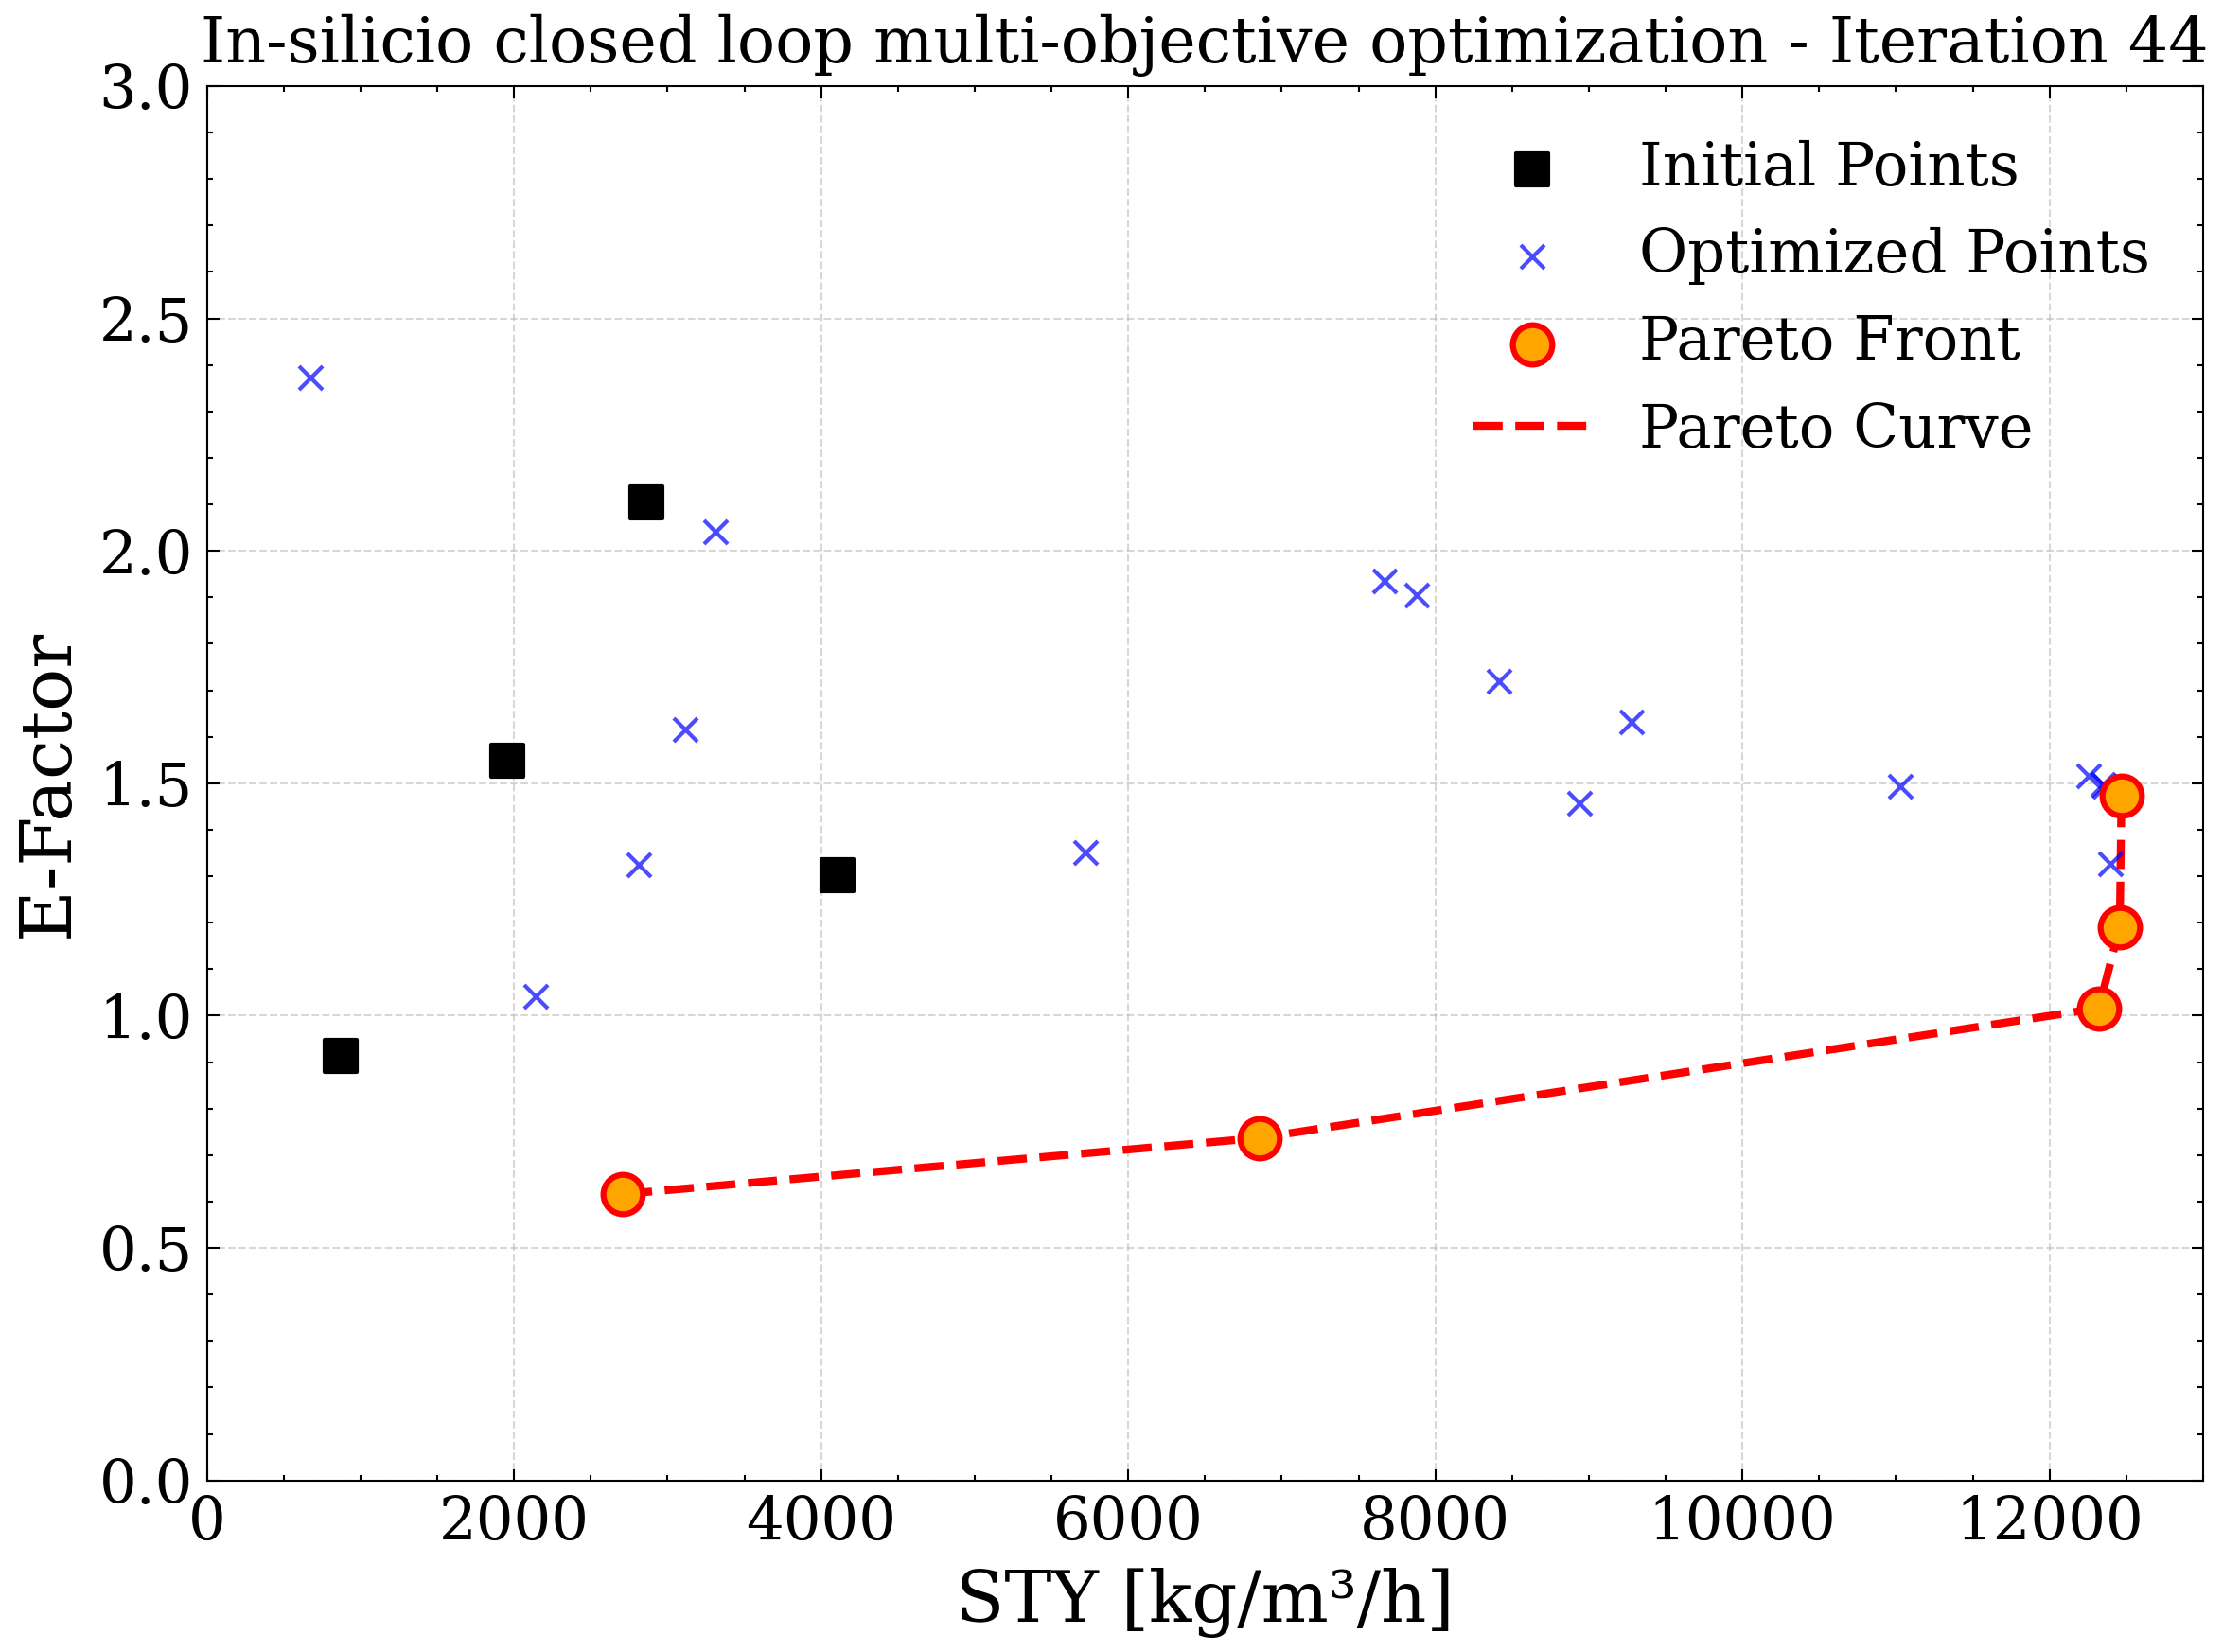 In-silicio closed loop multi-objective optimization - Iteration 44
3.0
2.5
2.0
1.5
1.0
0.5
0.0
E-Factor
Initial Points
Optimized Points
Pareto Front
Pareto Curve
0 2000 4000 6000 8000 10000 12000
STY [kg/m³/h]